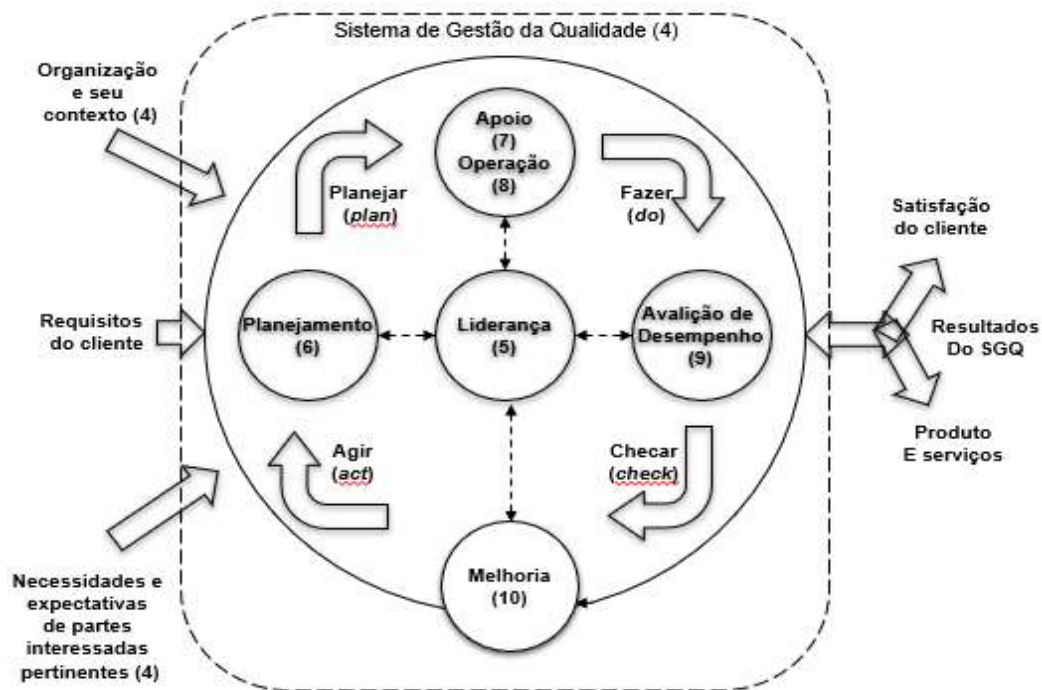 Sistema de Gestão da Qualidade (4)
Organização
e seu
contexto (4)
Apoio
(7)
Operação
(8)
Planejar
(plan)
Fazer
(do)
Satisfação
do cliente
Requisitos
do cliente
Planejamento
(6)
Liderança
(5)
Avalição de
Desempenho
(9)
Resultados
Do SGQ
Produto
E serviços
Agir
(act)
Checar
(check)
Melhoria
(10)
Necessidades e
expectativas
de partes
interessadas
pertinentes (4)